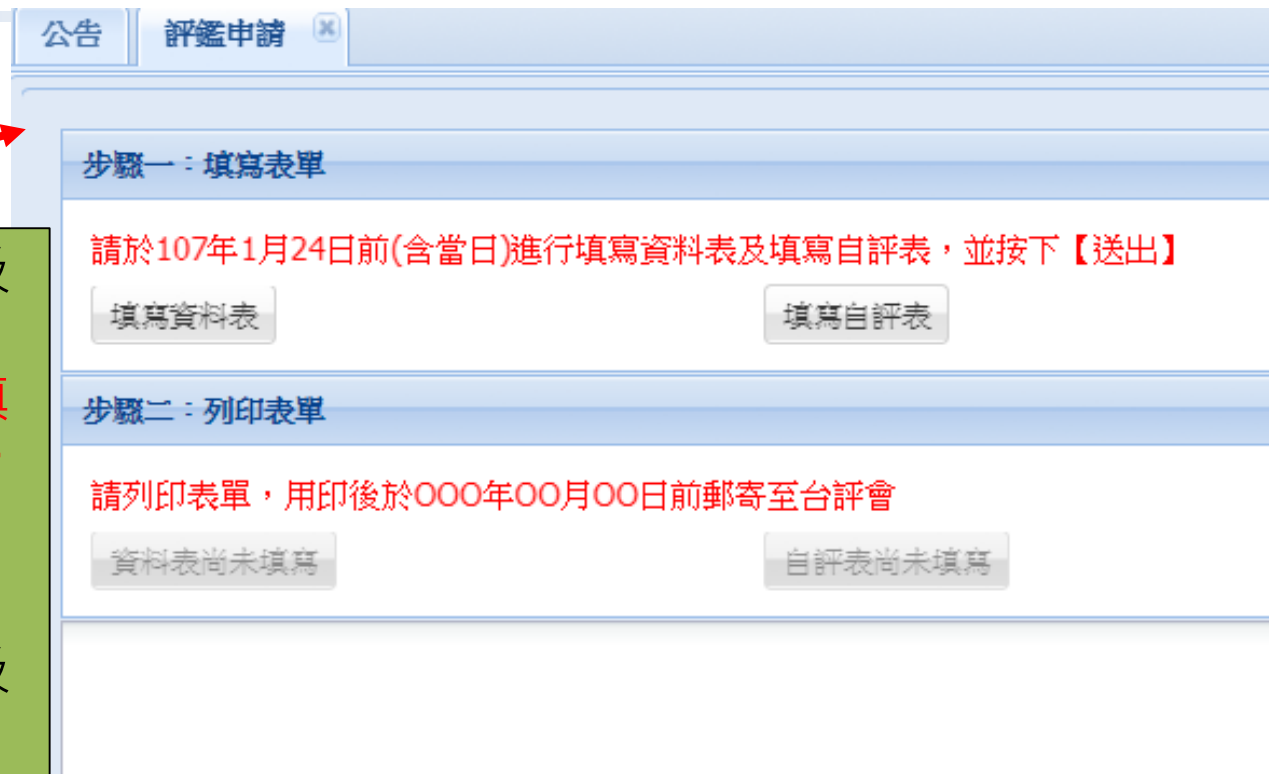 公告 評鑑申請
步驟一：填寫表單
請於107年1月24日前(含當日)進行填寫資料表及填寫自評表，並按下【送出】
填寫資料表 填寫自評表
步驟二：列印表單
請列印表單，用印後於OOO年OO月OO日前郵寄至台評會
資料表尚未填寫 自評表尚未填寫